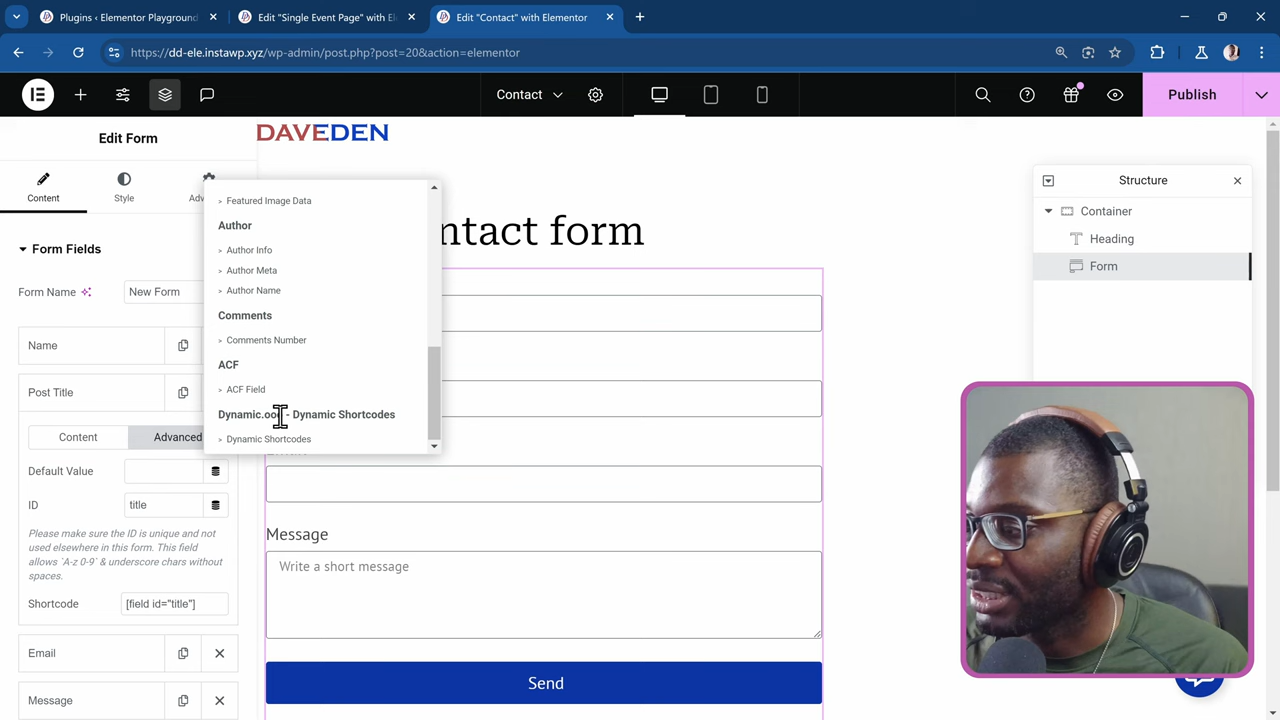 Plugins ‹ Elementor Playground
Edit "Single Event Page" with El
Edit "Contact" with Elementor
https://dd-ele.instawp.xyz/wp-admin/post.php?post=20&action=elementor
Contact
Publish
Edit Form
DAVEDEN
Structure
Content
Style
Adv
Container
Heading
Form
Form Fields
Form Name
New Form
Name
Post Title
Content
Advanced
Default Value
ID
title
Please make sure the ID is unique and not
used elsewhere in this form. This field
allows `A-z 0-9` & underscore chars without
spaces.
Shortcode
[field id="title"]
Email
Message
Featured Image Data
Author
Author Info
Author Meta
Author Name
Comments
Comments Number
ACF
ACF Field
Dynamic.ooo - Dynamic Shortcodes
Dynamic Shortcodes
ntact form
Message
Write a short message
Send